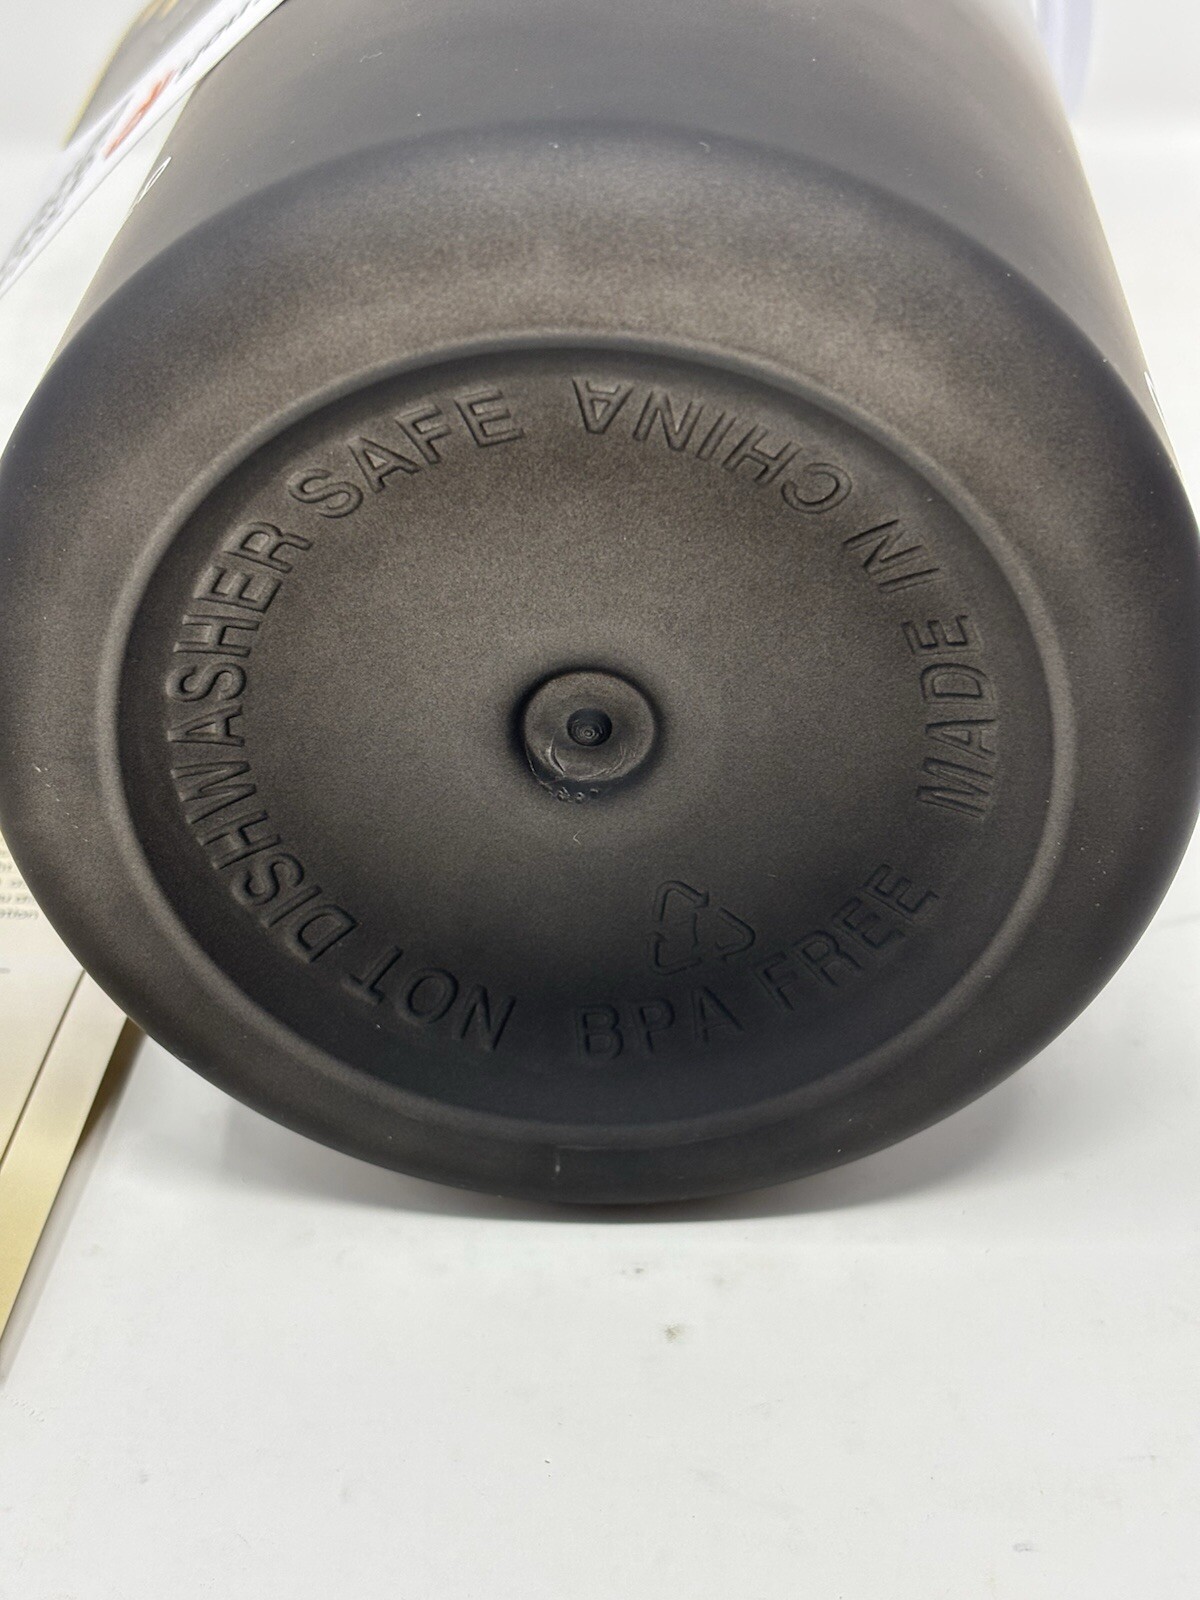 NOT DISHWASHER SAFE
BPA FREE
MADE IN CHINA